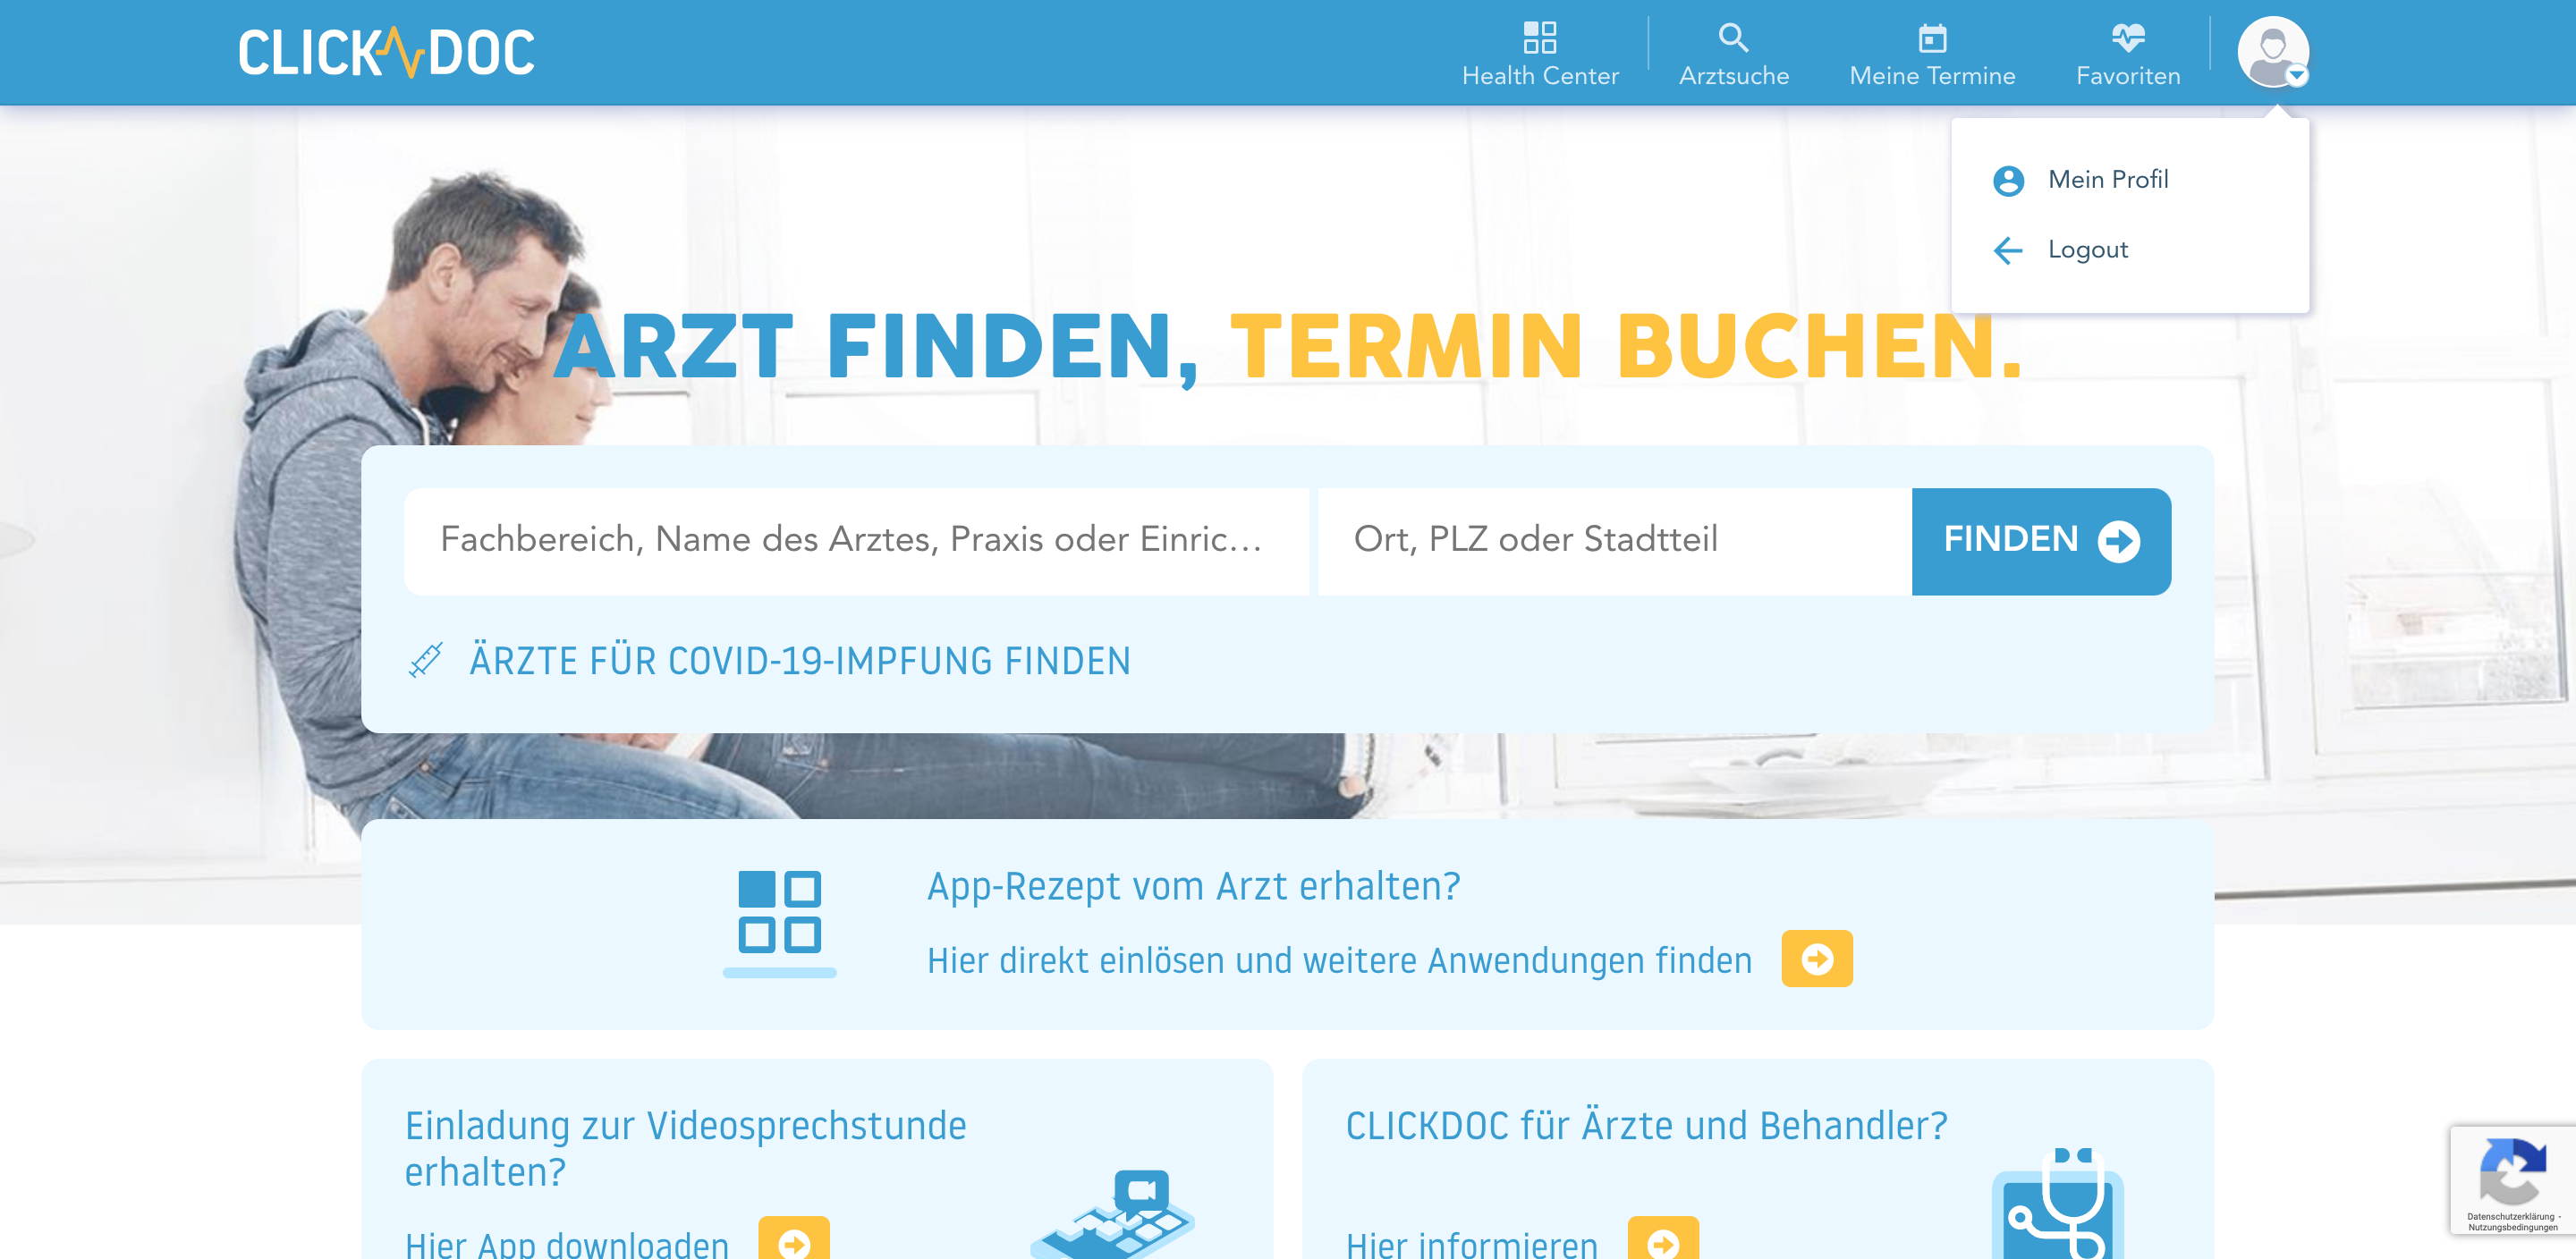 CLICKDOC
Health Center
Arztsuche
Meine Termine
Favoriten
Mein Profil
Logout
ARZT FINDEN, TERMIN BUCHEN.
Fachbereich, Name des Arztes, Praxis oder Einric...
Ort, PLZ oder Stadtteil
FINDEN
ÄRZTE FÜR COVID-19-IMPFUNG FINDEN
App-Rezept vom Arzt erhalten?
Hier direkt einlösen und weitere Anwendungen finden
Einladung zur Videosprechstunde
erhalten?
Hier App downloaden
CLICKDOC für Ärzte und Behandler?
Hier informieren
Datenschutzerklärung -
Nutzungsbedingungen